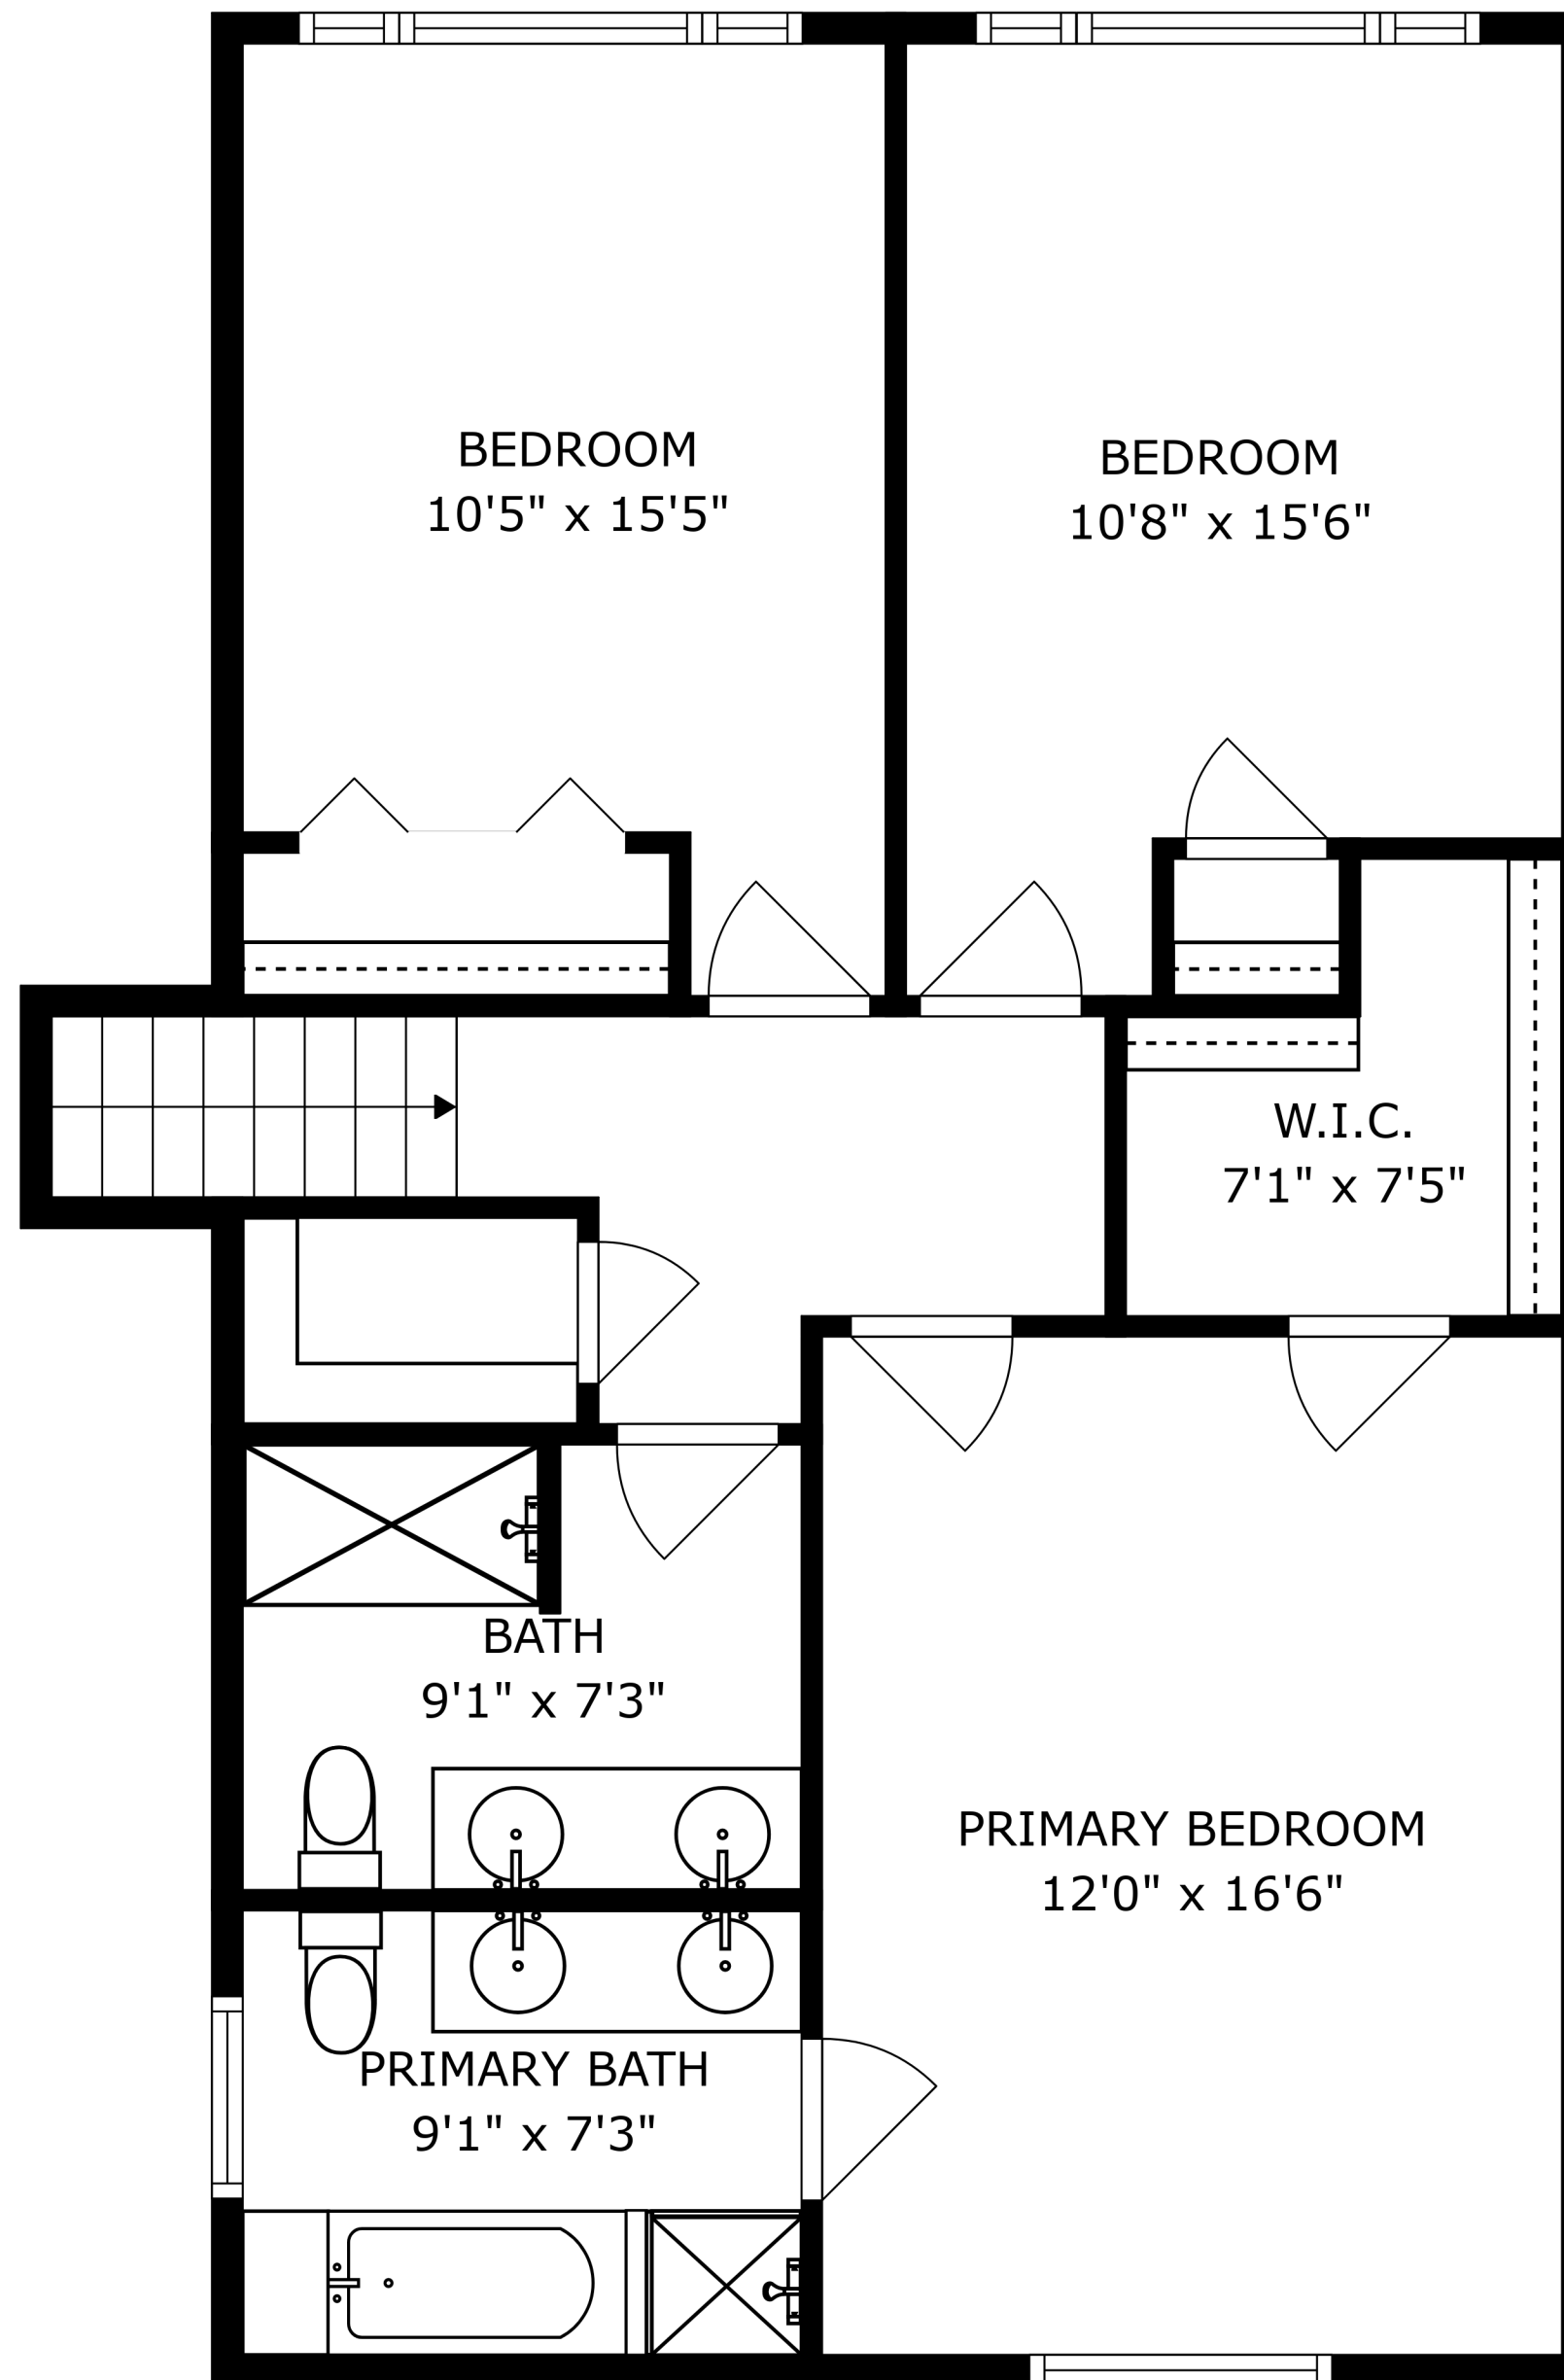 BEDROOM
10'5" x 15'5"
BEDROOM
10'8" x 15'6"
W.I.C.
7'1" x 7'5"
BATH
9'1" x 7'3"
PRIMARY BEDROOM
12'0" x 16'6"
PRIMARY BATH
9'1" x 7'3"